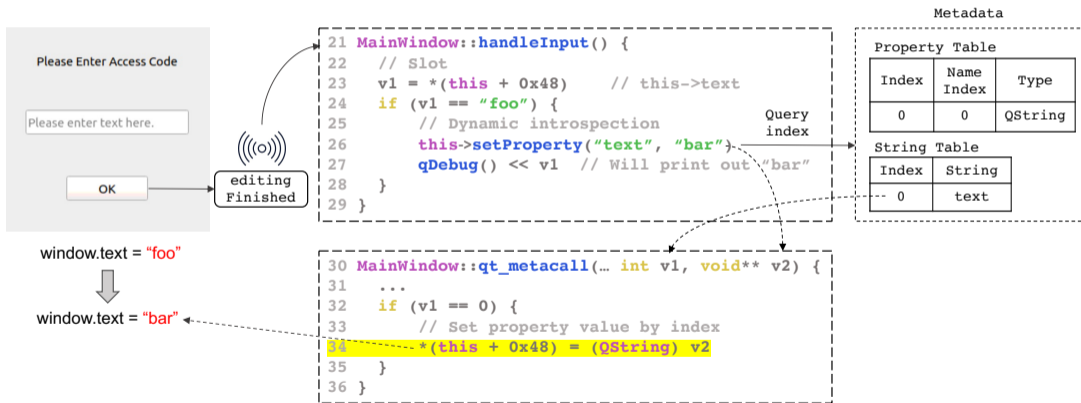 Please Enter Access Code
Please enter text here.
OK
editing
Finished
window.text = “foo”
window.text = “bar”
21 MainWindow::handleInput() {
22 // Slot
23 v1 = *(this + 0x48) // this->text
24 if (v1 == “foo”) {
25 // Dynamic introspection
26 this->setProperty(“text”, “bar”)
27 qDebug() << v1 // Will print out “bar”
28 }
29 }
Query
index
Metadata
Property Table
Index Name Index Type
0 0 QString
String Table
Index String
0 text
30 MainWindow::qt_metacall(… int v1, void** v2) {
31 ...
32 if (v1 == 0) {
33 // Set property value by index
34 *(this + 0x48) = (QString) v2
35 }
36 }